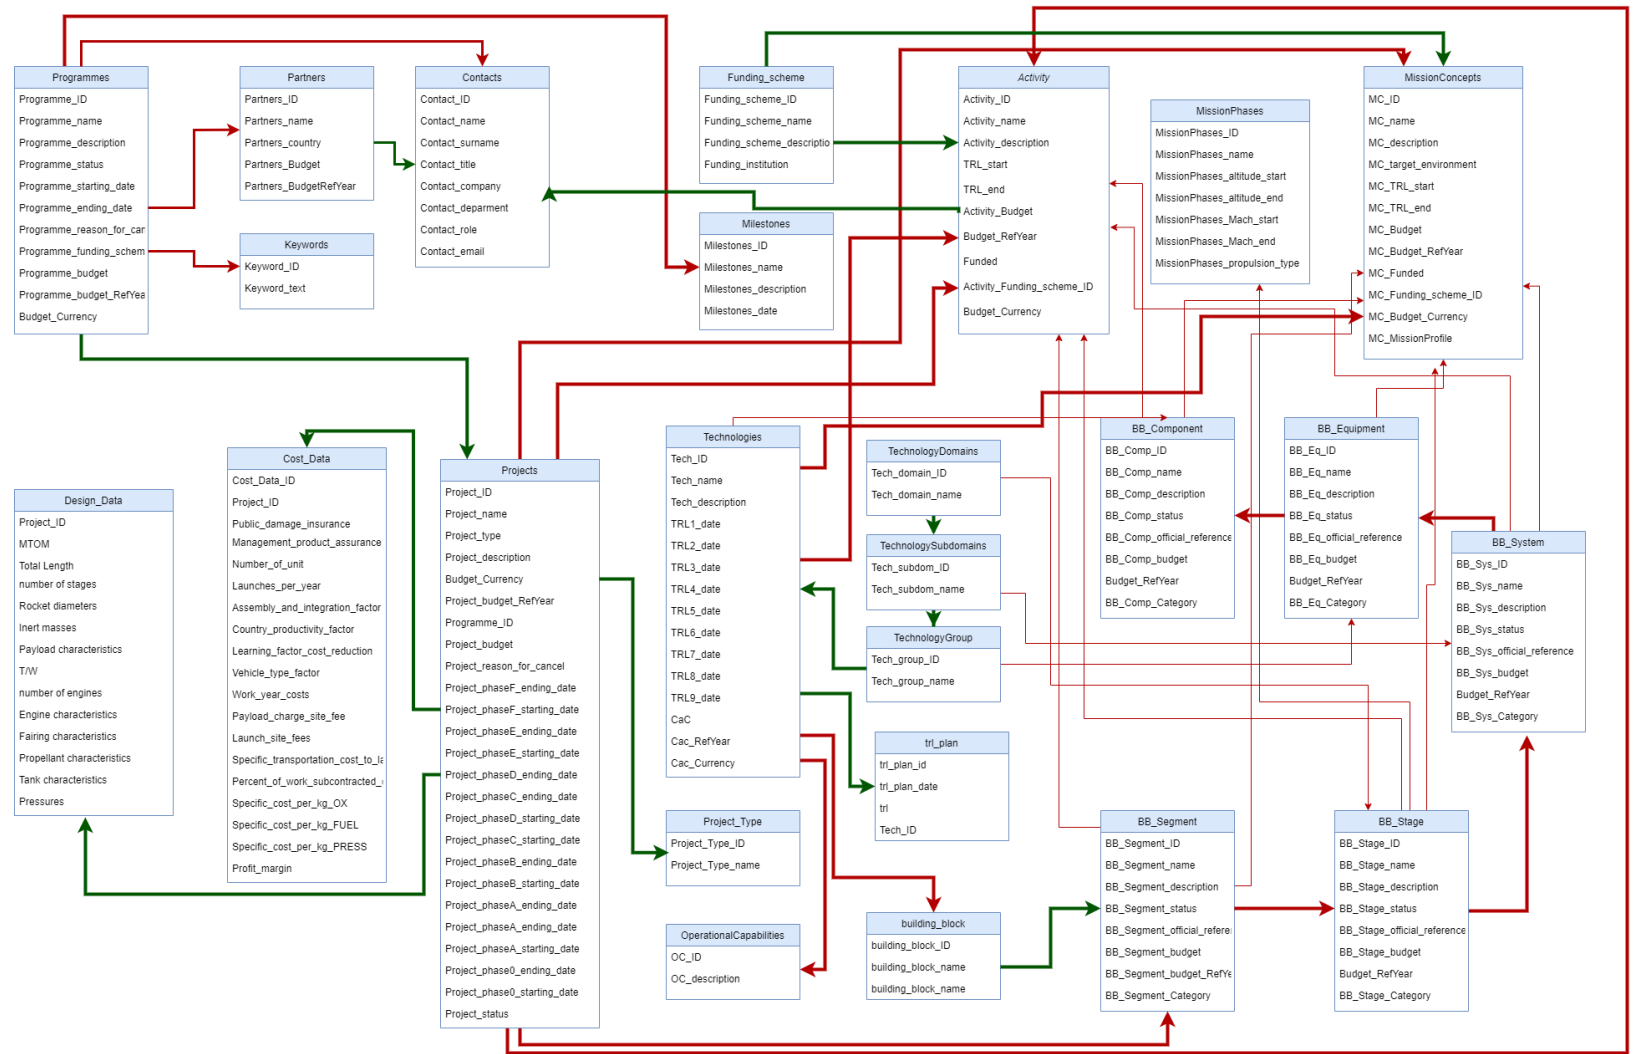 Programmes
Programme_ID
Programme_name
Programme_description
Programme_status
Programme_starting_date
Programme_ending_date
Programme_reason_for_car
Programme_funding_schem
Programme_budget
Programme_budget_RefYea
Budget_Currency
Partners
Partners_ID
Partners_name
Partners_country
Partners_Budget
Partners_BudgetRefYear
Keywords
Keyword_ID
Keyword_text
Contacts
Contact_ID
Contact_name
Contact_surname
Contact_title
Contact_company
Contact_deparment
Contact_role
Contact_email
Funding_scheme
Funding_scheme_ID
Funding_scheme_name
Funding_scheme_descriptio
Funding_institution
Milestones
Milestones_ID
Milestones_name
Milestones_description
Milestones_date
Activity
Activity_ID
Activity_name
Activity_description
TRL_start
TRL_end
Activity_Budget
Budget_RefYear
Funded
Activity_Funding_scheme_ID
Budget_Currency
MissionPhases
MissionPhases_ID
MissionPhases_name
MissionPhases_altitude_start
MissionPhases_altitude_end
MissionPhases_Mach_start
MissionPhases_Mach_end
MissionPhases_propulsion_type
MissionConcepts
MC_ID
MC_name
MC_description
MC_target_environment
MC_TRL_start
MC_TRL_end
MC_Budget
MC_Budget_RefYear
MC_Funded
MC_Funding_scheme_ID
MC_Budget_Currency
MC_MissionProfile
Design_Data
Project_ID
MTOM
Total Length
number of stages
Rocket diameters
Inert masses
Payload characteristics
T/W
number of engines
Engine characteristics
Fairing characteristics
Propellant characteristics
Tank characteristics
Pressures
Cost_Data
Cost_Data_ID
Project_ID
Public_damage_insurance
Management_product_assurance
Number_of_unit
Launches_per_year
Assembly_and_integration_factor
Country_productivity_factor
Learning_factor_cost_reduction
Vehicle_type_factor
Work_year_costs
Payload_charge_site_fee
Launch_site_fees
Specific_transportation_cost_to_la
Percent_of_work_subcontracted_
Specific_cost_per_kg_OX
Specific_cost_per_kg_FUEL
Specific_cost_per_kg_PRESS
Profit_margin
Projects
Project_ID
Project_name
Project_type
Project_description
Budget_Currency
Project_budget_RefYear
Programme_ID
Project_budget
Project_reason_for_cancel
Project_phaseF_ending_date
Project_phaseF_starting_date
Project_phaseE_ending_date
Project_phaseE_starting_date
Project_phaseD_ending_date
Project_phaseC_ending_date
Project_phaseD_starting_date
Project_phaseC_starting_date
Project_phaseB_ending_date
Project_phaseB_starting_date
Project_phaseA_ending_date
Project_phaseA_ending_date
Project_phaseA_starting_date
Project_phase0_ending_date
Project_phase0_starting_date
Project_status
Technologies
Tech_ID
Tech_name
Tech_description
TRL1_date
TRL2_date
TRL3_date
TRL4_date
TRL5_date
TRL6_date
TRL7_date
TRL8_date
TRL9_date
CaC
Cac_RefYear
Cac_Currency
Project_Type
Project_Type_ID
Project_Type_name
OperationalCapabilities
OC_ID
OC_description
TechnologyDomains
Tech_domain_ID
Tech_domain_name
TechnologySubdomains
Tech_subdom_ID
Tech_subdom_name
TechnologyGroup
Tech_group_ID
Tech_group_name
trl_plan
trl_plan_id
trl_plan_date
trl
Tech_ID
building_block
building_block_ID
building_block_name
building_block_name
BB_Component
BB_Comp_ID
BB_Comp_name
BB_Comp_description
BB_Comp_status
BB_Comp_official_reference
BB_Comp_budget
Budget_RefYear
BB_Comp_Category
BB_Equipment
BB_Eq_ID
BB_Eq_name
BB_Eq_description
BB_Eq_status
BB_Eq_official_reference
BB_Eq_budget
Budget_RefYear
BB_Eq_Category
BB_System
BB_Sys_ID
BB_Sys_name
BB_Sys_description
BB_Sys_status
BB_Sys_official_reference
BB_Sys_budget
Budget_RefYear
BB_Sys_Category
BB_Segment
BB_Segment_ID
BB_Segment_name
BB_Segment_description
BB_Segment_status
BB_Segment_official_refere
BB_Segment_budget
BB_Segment_budget_RefYe
BB_Segment_Category
BB_Stage
BB_Stage_ID
BB_Stage_name
BB_Stage_description
BB_Stage_status
BB_Stage_official_reference
BB_Stage_budget
Budget_RefYear
BB_Stage_Category